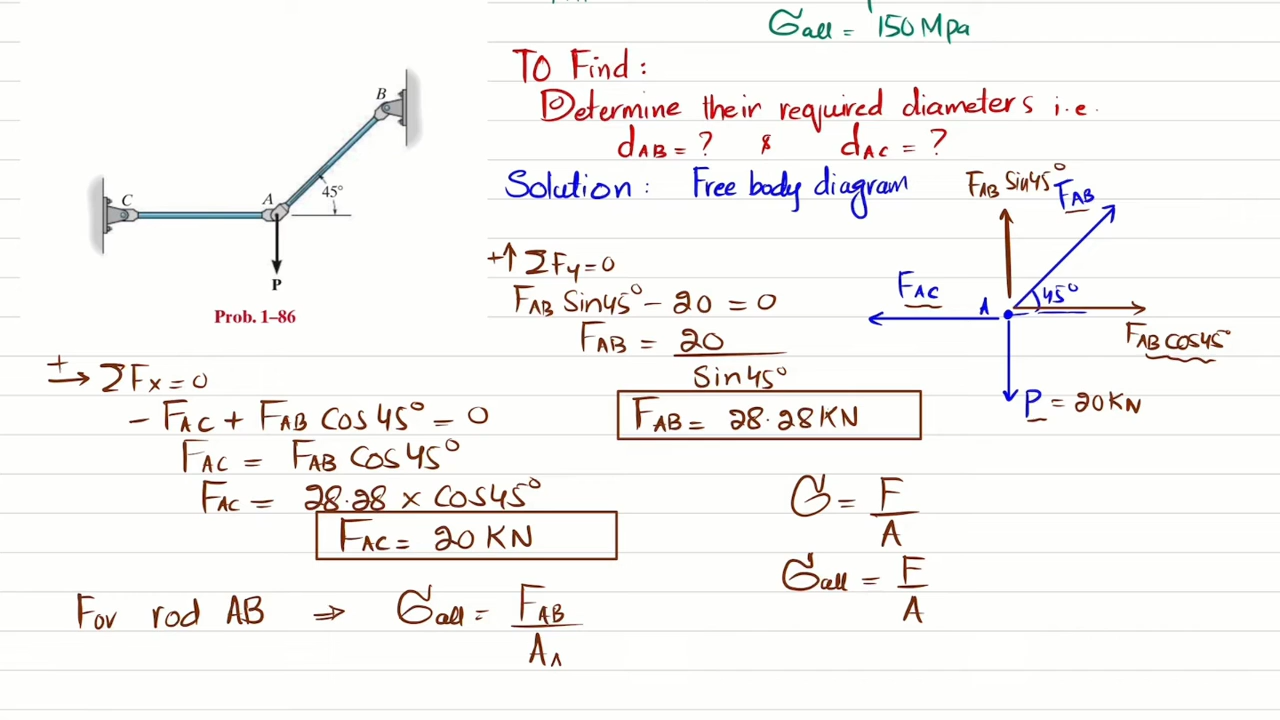 σall = 150 Mpa
TO Find:
① Determine their required diameters i.e.
dAB = ? & dAC = ?
Solution: Free body diagram
B
C
A
45°
P
Prob. 1–86
FAB Sin45°
FAB
FAC
A
45°
FAB COS45°
P = 20 KN
+↑ ΣFy=0
FAB Sin45° - 20 = 0
FAB = 20
Sin45°
FAB = 28.28 KN
+→ ΣFx=0
- FAC + FAB Cos 45° = 0
FAC = FAB Cos45°
FAC = 28.28 × Cos45°
FAC = 20 KN
σ = F
A
σall = F
A
For rod AB ⇒ σall = FAB
A